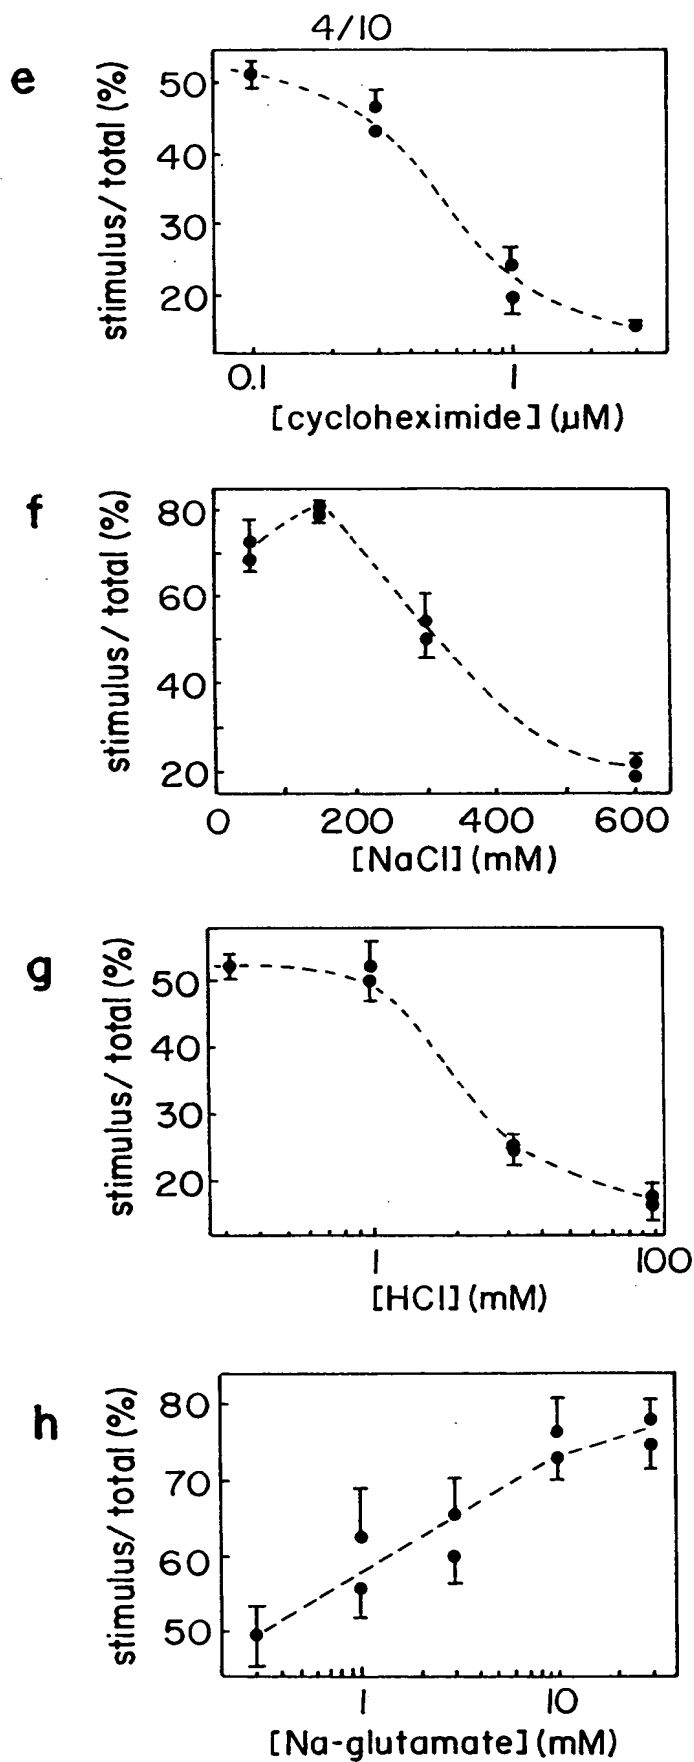 4/10
e
stimulus/total (%)
50
40
30
20
0.1 1
[cycloheximide] (µM)
f
stimulus/total (%)
80
60
40
20
0 200 400 600
[NaCl] (mM)
g
stimulus/total (%)
50
40
30
20
1 100
[HCl] (mM)
h
stimulus/total (%)
80
70
60
50
1 10
[Na-glutamate] (mM)